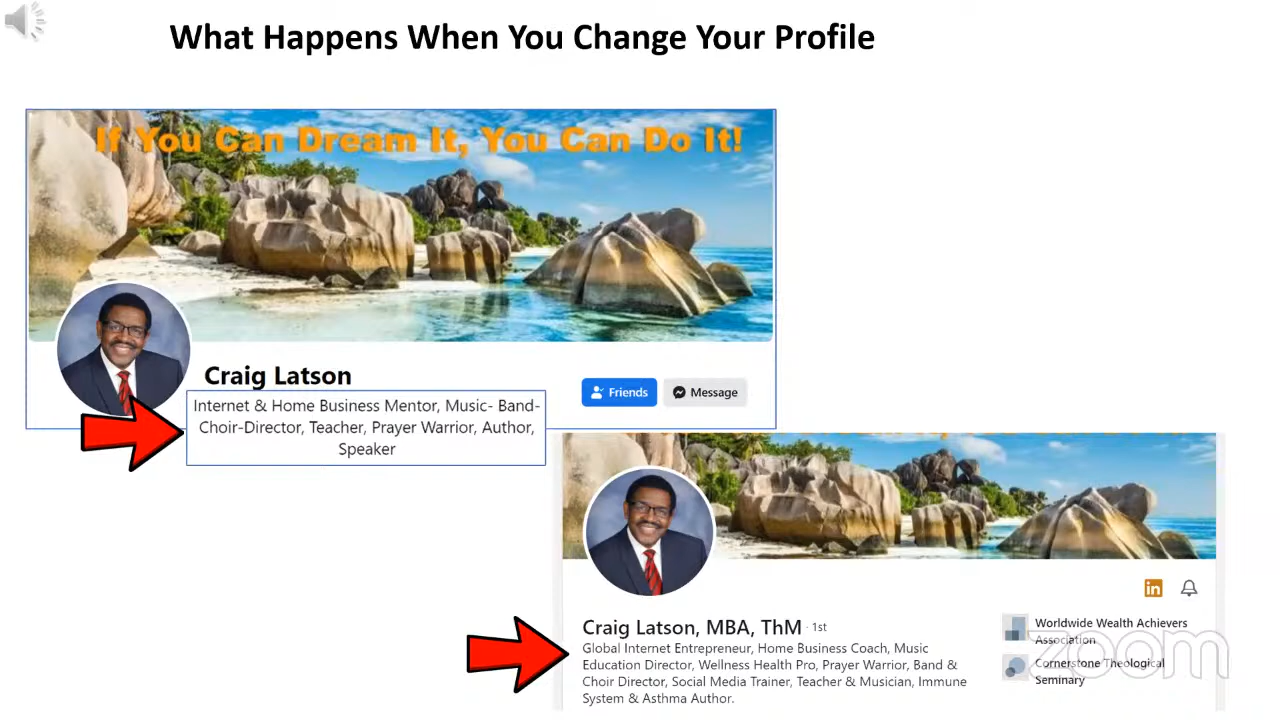 What Happens When You Change Your Profile
If You Can Dream It, You Can Do It!
Craig Latson
Friends
Message
Internet & Home Business Mentor, Music- Band-
Choir-Director, Teacher, Prayer Warrior, Author,
Speaker
in
Craig Latson, MBA, ThM · 1st
Global Internet Entrepreneur, Home Business Coach, Music
Education Director, Wellness Health Pro, Prayer Warrior, Band &
Choir Director, Social Media Trainer, Teacher & Musician, Immune
System & Asthma Author.
Worldwide Wealth Achievers
Association
Cornerstone Theological
Seminary
zoom